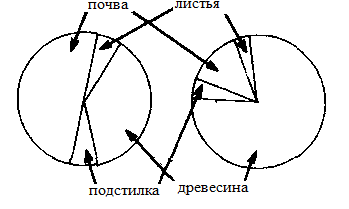 почва листья
подстилка древесина